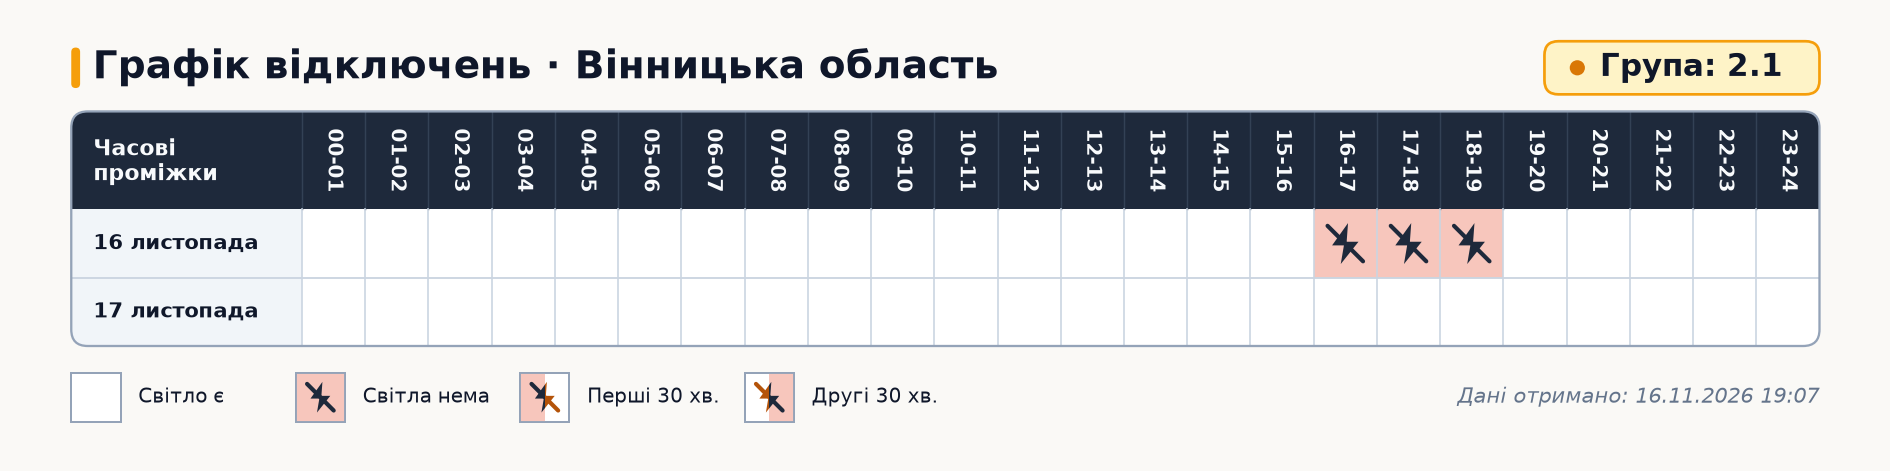 Графік відключень · Вінницька область
Група: 2.1
Часові
проміжки
00-01
01-02
02-03
03-04
04-05
05-06
06-07
07-08
08-09
09-10
10-11
11-12
12-13
13-14
14-15
15-16
16-17
17-18
18-19
19-20
20-21
21-22
22-23
23-24
16 листопада
17 листопада
Світло є
Світла нема
Перші 30 хв.
Другі 30 хв.
Дані отримано: 16.11.2026 19:07